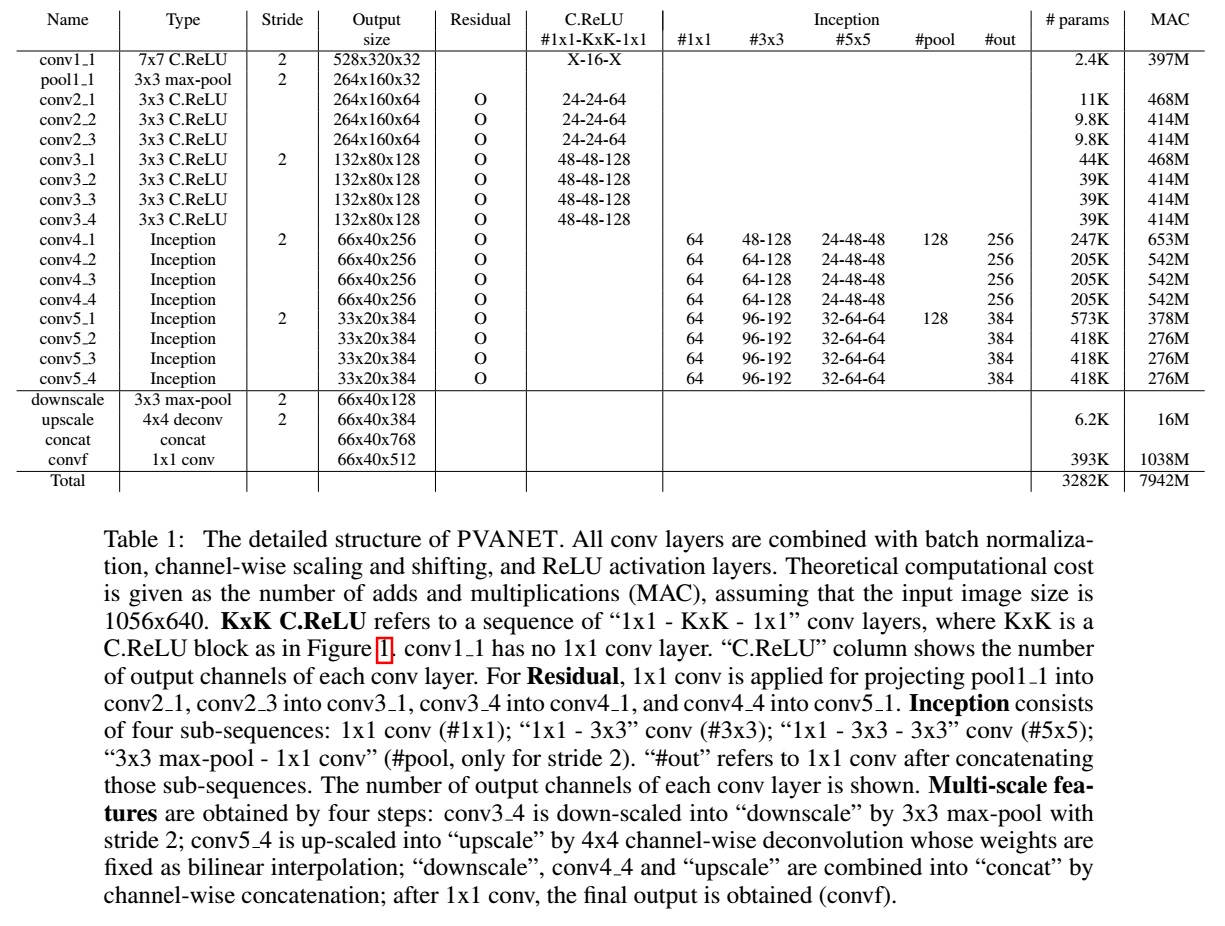 Name Type Stride Output Residual C.ReLU Inception # params MAC
size #1x1-KxK-1x1 #1x1 #3x3 #5x5 #pool #out
conv1_1 7x7 C.ReLU 2 528x320x32 X-16-X 2.4K 397M
pool1_1 3x3 max-pool 2 264x160x32
conv2_1 3x3 C.ReLU 264x160x64 O 24-24-64 11K 468M
conv2_2 3x3 C.ReLU 264x160x64 O 24-24-64 9.8K 414M
conv2_3 3x3 C.ReLU 264x160x64 O 24-24-64 9.8K 414M
conv3_1 3x3 C.ReLU 2 132x80x128 O 48-48-128 44K 468M
conv3_2 3x3 C.ReLU 132x80x128 O 48-48-128 39K 414M
conv3_3 3x3 C.ReLU 132x80x128 O 48-48-128 39K 414M
conv3_4 3x3 C.ReLU 132x80x128 O 48-48-128 39K 414M
conv4_1 Inception 2 66x40x256 O 64 48-128 24-48-48 128 256 247K 653M
conv4_2 Inception 66x40x256 O 64 64-128 24-48-48 256 205K 542M
conv4_3 Inception 66x40x256 O 64 64-128 24-48-48 256 205K 542M
conv4_4 Inception 66x40x256 O 64 64-128 24-48-48 256 205K 542M
conv5_1 Inception 2 33x20x384 O 64 96-192 32-64-64 128 384 573K 378M
conv5_2 Inception 33x20x384 O 64 96-192 32-64-64 384 418K 276M
conv5_3 Inception 33x20x384 O 64 96-192 32-64-64 384 418K 276M
conv5_4 Inception 33x20x384 O 64 96-192 32-64-64 384 418K 276M
downscale 3x3 max-pool 2 66x40x128
upscale 4x4 deconv 2 66x40x384 6.2K 16M
concat concat 66x40x768
convf 1x1 conv 66x40x512 393K 1038M
Total 3282K 7942M
Table 1: The detailed structure of PVANET. All conv layers are combined with batch normaliza-
tion, channel-wise scaling and shifting, and ReLU activation layers. Theoretical computational cost
is given as the number of adds and multiplications (MAC), assuming that the input image size is
1056x640. KxK C.ReLU refers to a sequence of “1x1 - KxK - 1x1” conv layers, where KxK is a
C.ReLU block as in Figure 1. conv1_1 has no 1x1 conv layer. “C.ReLU” column shows the number
of output channels of each conv layer. For Residual, 1x1 conv is applied for projecting pool1_1 into
conv2_1, conv2_3 into conv3_1, conv3_4 into conv4_1, and conv4_4 into conv5_1. Inception consists
of four sub-sequences: 1x1 conv (#1x1); “1x1 - 3x3” conv (#3x3); “1x1 - 3x3 - 3x3” conv (#5x5);
“3x3 max-pool - 1x1 conv” (#pool, only for stride 2). “#out” refers to 1x1 conv after concatenating
those sub-sequences. The number of output channels of each conv layer is shown. Multi-scale fea-
tures are obtained by four steps: conv3_4 is down-scaled into “downscale” by 3x3 max-pool with
stride 2; conv5_4 is up-scaled into “upscale” by 4x4 channel-wise deconvolution whose weights are
fixed as bilinear interpolation; “downscale”, conv4_4 and “upscale” are combined into “concat” by
channel-wise concatenation; after 1x1 conv, the final output is obtained (convf).